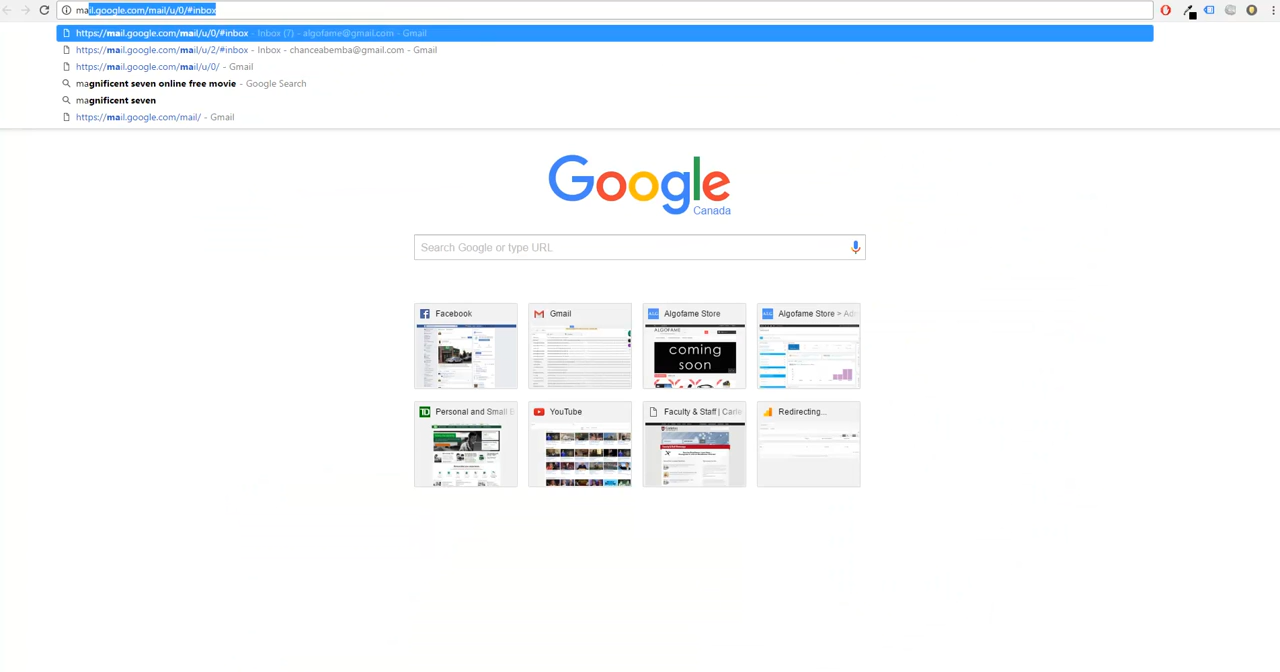 mail.google.com/mail/u/0/#inbox
https://mail.google.com/mail/u/0/#inbox - Inbox (7) - algofame@gmail.com - Gmail
https://mail.google.com/mail/u/2/#inbox - Inbox - chanceabemba@gmail.com - Gmail
https://mail.google.com/mail/u/0/ - Gmail
magnificent seven online free movie - Google Search
magnificent seven
https://mail.google.com/mail/ - Gmail
Google
Canada
Search Google or type URL
Facebook
Gmail
Algofame Store
Algofame Store > Adm
ALGOFAME
coming
soon
Personal and Small B
YouTube
Faculty & Staff | Carle
Redirecting...